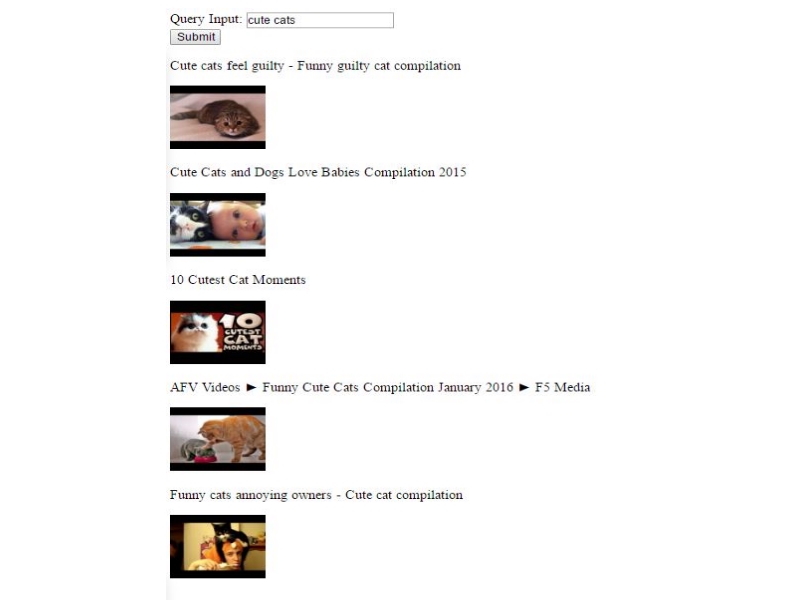 Query Input: cute cats
Submit
Cute cats feel guilty - Funny guilty cat compilation
Cute Cats and Dogs Love Babies Compilation 2015
10 Cutest Cat Moments
10
CUTEST
CAT
MOMENTS
AFV Videos ► Funny Cute Cats Compilation January 2016 ► F5 Media
Funny cats annoying owners - Cute cat compilation